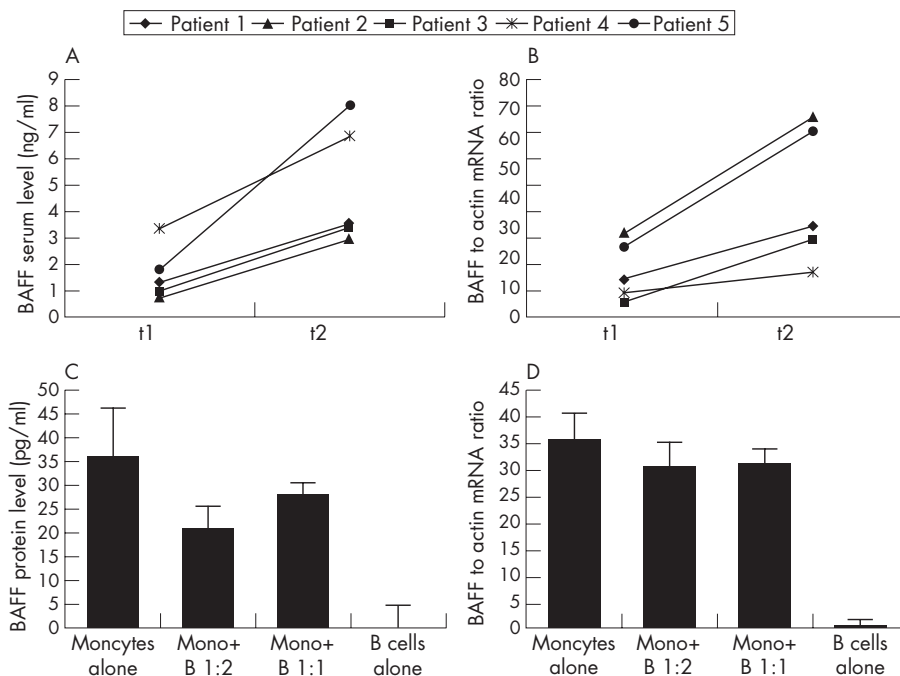 Patient 1 Patient 2 Patient 3 Patient 4 Patient 5
A
BAFF serum level (ng/ml)
9
8
7
6
5
4
3
2
1
0
t1 t2
B
BAFF to actin mRNA ratio
80
70
60
50
40
30
20
10
0
t1 t2
C
BAFF protein level (pg/ml)
50
45
40
35
30
25
20
15
10
5
0
Moncytes alone
Mono+ B 1:2
Mono+ B 1:1
B cells alone
D
BAFF to actin mRNA ratio
45
40
35
30
25
20
15
10
5
0
Moncytes alone
Mono+ B 1:2
Mono+ B 1:1
B cells alone